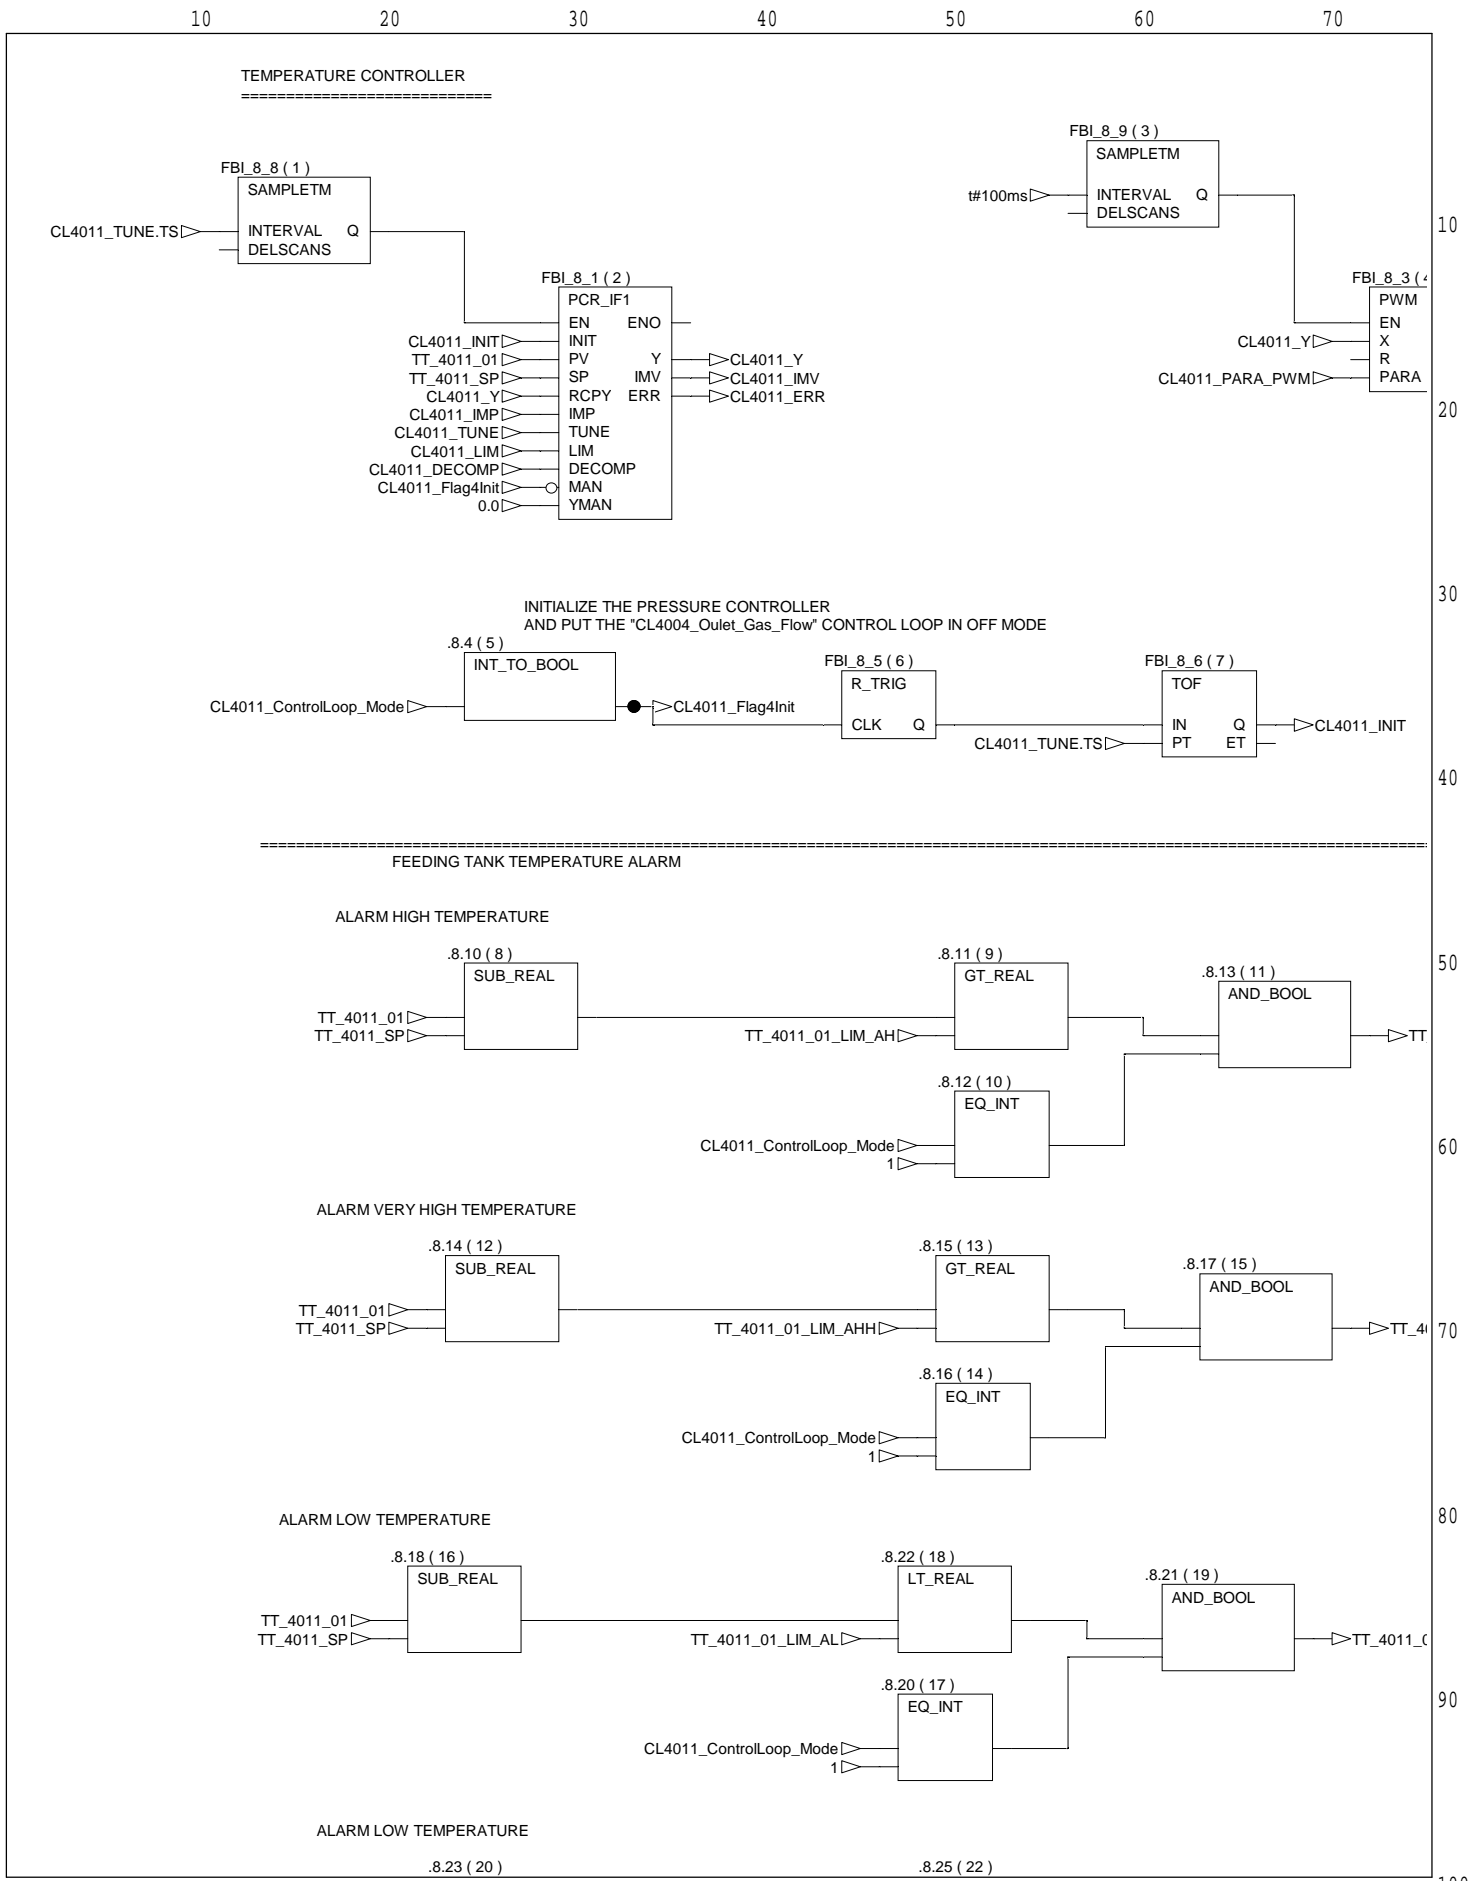 10 20 30 40 50 60 70
TEMPERATURE CONTROLLER
============================
FBI_8_9 ( 3 )
SAMPLETM
t#100ms INTERVAL Q
DELSCANS
FBI_8_8 ( 1 )
SAMPLETM
CL4011_TUNE.TS INTERVAL Q
DELSCANS
10
FBI_8_1 ( 2 )
PCR_IF1
EN ENO
CL4011_INIT INIT
TT_4011_01 PV Y CL4011_Y
TT_4011_SP SP IMV CL4011_IMV
CL4011_Y RCPY ERR CL4011_ERR
CL4011_IMP IMP
CL4011_TUNE TUNE
CL4011_LIM LIM
CL4011_DECOMP DECOMP
CL4011_Flag4Init MAN
0.0 YMAN
FBI_8_3 (
PWM
EN
CL4011_Y X
R
CL4011_PARA_PWM PARA
20
30
INITIALIZE THE PRESSURE CONTROLLER
AND PUT THE "CL4004_Oulet_Gas_Flow" CONTROL LOOP IN OFF MODE
.8.4 ( 5 )
INT_TO_BOOL
CL4011_ControlLoop_Mode CL4011_Flag4Init
FBI_8_5 ( 6 )
R_TRIG
CLK Q
FBI_8_6 ( 7 )
TOF
IN Q CL4011_INIT
CL4011_TUNE.TS PT ET
40
FEEDING TANK TEMPERATURE ALARM
ALARM HIGH TEMPERATURE
50
.8.10 ( 8 )
SUB_REAL
TT_4011_01
TT_4011_SP
.8.11 ( 9 )
GT_REAL
TT_4011_01_LIM_AH
.8.13 ( 11 )
AND_BOOL
TT
.8.12 ( 10 )
EQ_INT
CL4011_ControlLoop_Mode
1
60
ALARM VERY HIGH TEMPERATURE
.8.14 ( 12 )
SUB_REAL
TT_4011_01
TT_4011_SP
.8.15 ( 13 )
GT_REAL
TT_4011_01_LIM_AHH
.8.17 ( 15 )
AND_BOOL
TT_4
70
.8.16 ( 14 )
EQ_INT
CL4011_ControlLoop_Mode
1
80
ALARM LOW TEMPERATURE
.8.18 ( 16 )
SUB_REAL
TT_4011_01
TT_4011_SP
.8.22 ( 18 )
LT_REAL
TT_4011_01_LIM_AL
.8.21 ( 19 )
AND_BOOL
TT_4011_
.8.20 ( 17 )
EQ_INT
CL4011_ControlLoop_Mode
1
90
ALARM LOW TEMPERATURE
.8.23 ( 20 ) .8.25 ( 22 )